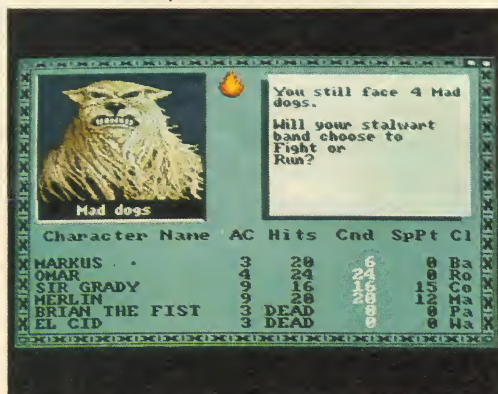 You still face 4 Mad
dogs.
Will your stalwart
band choose to
Fight or
Run?
Mad dogs
Character Name AC Hits Cnd SpPt Cl
MARKUS 3 20 6 0 Ba
OMAR 4 24 24 0 Ro
SIR GRADY 9 16 16 15 Co
MERLIN 9 20 20 12 Ma
BRIAN THE FIST 3 DEAD 0 0 Pa
EL CID 3 DEAD 0 0 Wa